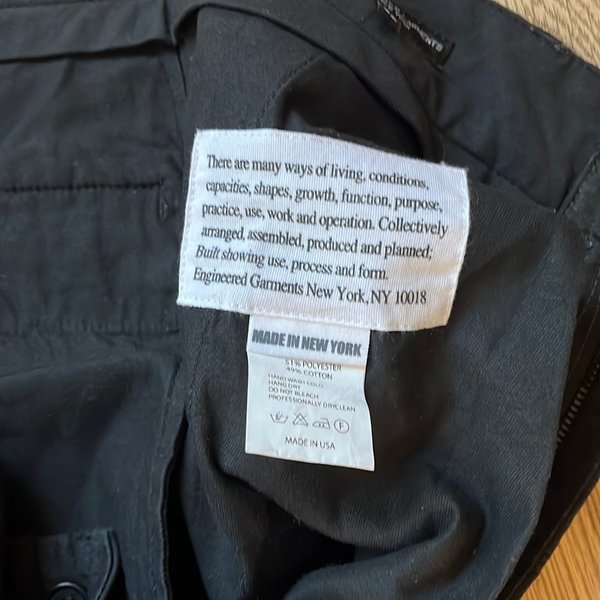 There are many ways of living, conditions,
capacities, shapes, growth, function, purpose,
practice, use, work and operation. Collectively
arranged, assembled, produced and planned;
Built showing use, process and form.
Engineered Garments New York, NY 10018
MADE IN NEW YORK
51% POLYESTER
49% COTTON
HAND WASH COLD
HANG DRY
DO NOT BLEACH
PROFESSIONALLY DRYCLEAN
F
MADE IN USA